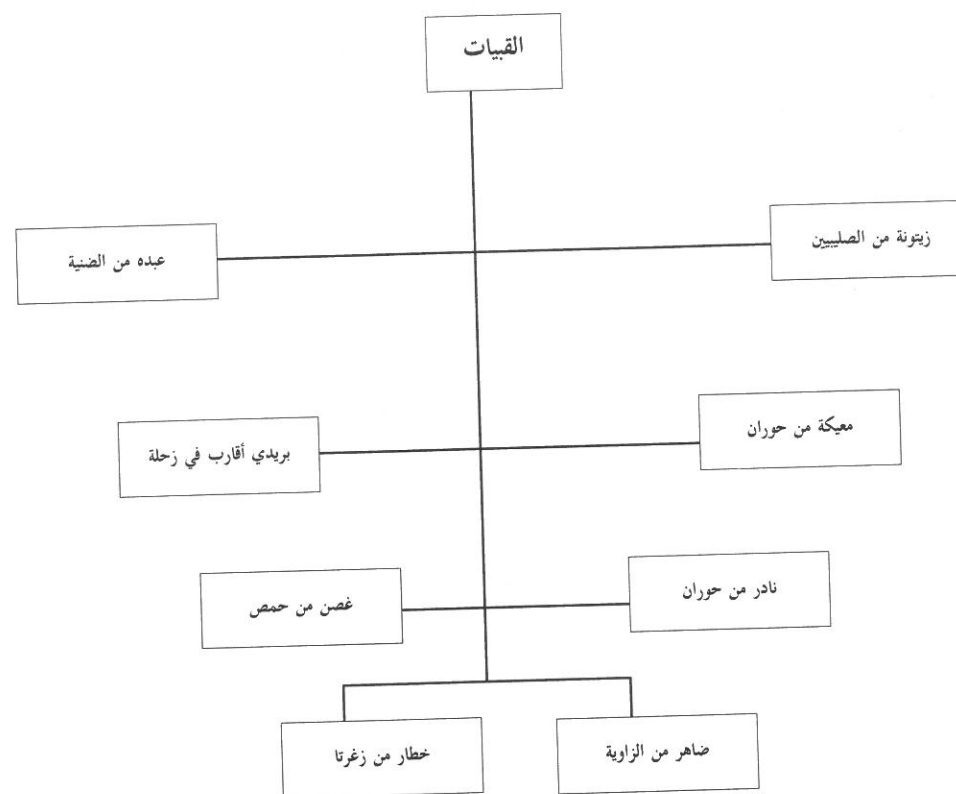 القبيات
زيتونة من الصليبيين
عبده من الضنية
معيكة من حوران
بريدي أقارب في زحلة
نادر من حوران
غصن من حمص
ضاهر من الزاوية
خطار من زغرتا